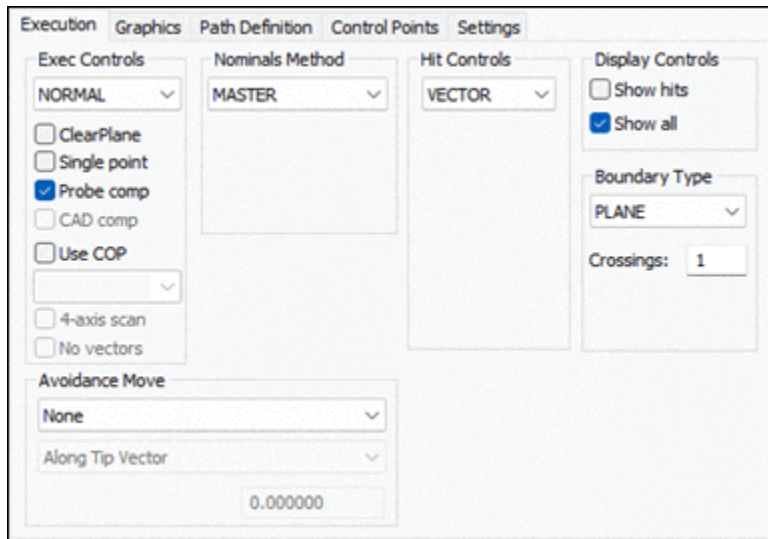 Execution Graphics Path Definition Control Points Settings
Exec Controls
NORMAL
ClearPlane
Single point
Probe comp
CAD comp
Use COP
4-axis scan
No vectors
Nominals Method
MASTER
Hit Controls
VECTOR
Display Controls
Show hits
Show all
Boundary Type
PLANE
Crossings: 1
Avoidance Move
None
Along Tip Vector
0.000000